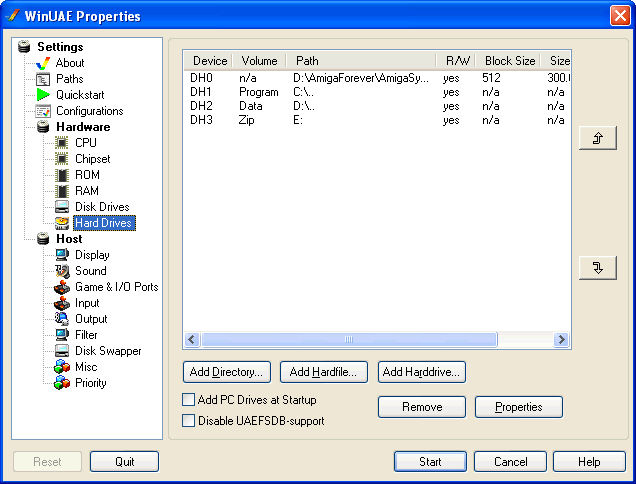 WinUAE Properties
Settings
About
Paths
Quickstart
Configurations
Hardware
CPU
Chipset
ROM
RAM
Disk Drives
Hard Drives
Host
Display
Sound
Game & I/O Ports
Input
Output
Filter
Disk Swapper
Misc
Priority
Device Volume Path R/W Block Size Size
DH0 n/a D:\AmigaForever\AmigaSy... yes 512 300.
DH1 Program C:\.. yes n/a n/a
DH2 Data D:\.. yes n/a n/a
DH3 Zip E: yes n/a n/a
Add Directory... Add Hardfile... Add Harddrive...
Add PC Drives at Startup
Disable UAEFSDB-support
Remove Properties
Reset Quit Start Cancel Help